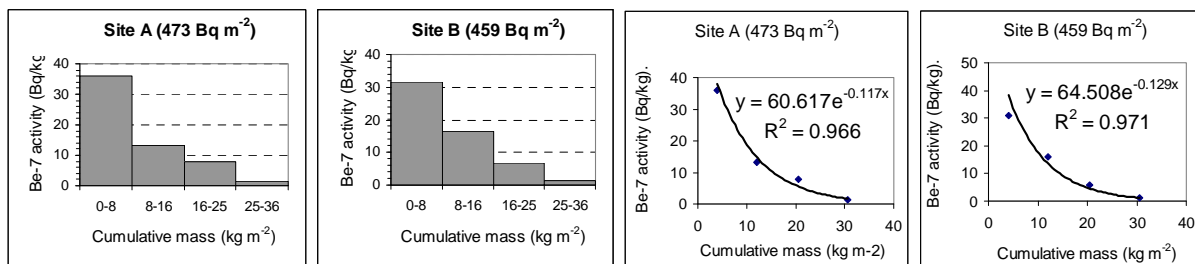 Site A (473 Bq m-2)
Be-7 activity (Bq/kg)
40
30
20
10
0
0-8 8-16 16-25 25-36
Cumulative mass (kg m-2)
Site B (459 Bq m-2)
Be-7 activity (Bq/kg)
40
30
20
10
0
0-8 8-16 16-25 25-36
Cumulative mass (kg m-2)
Site A (473 Bq m-2)
Be-7 activity (Bq/kg).
40
30
20
10
0
y = 60.617e-0.117x
R2 = 0.966
0 10 20 30 40
Cumulative mass (kg m-2)
Site B (459 Bq m-2)
Be-7 activity (Bq/kg).
50
40
30
20
10
0
y = 64.508e-0.129x
R2 = 0.971
0 10 20 30 40
Cumulative mass (kg m-2)